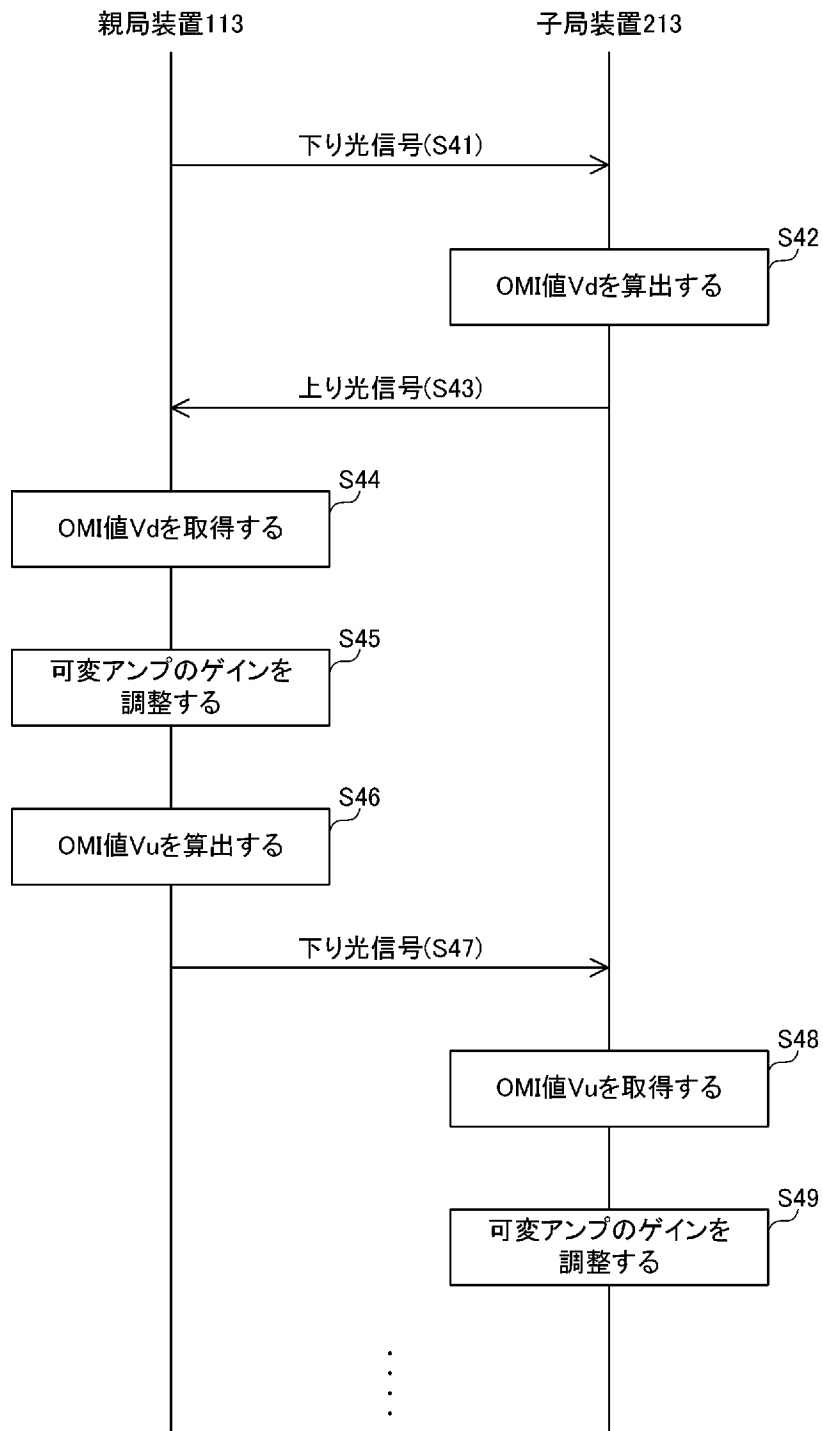 親局装置113
子局装置213
下り光信号(S41)
S42
OMI値Vdを算出する
上り光信号(S43)
S44
OMI値Vdを取得する
S45
可変アンプのゲインを
調整する
S46
OMI値Vuを算出する
下り光信号(S47)
S48
OMI値Vuを取得する
S49
可変アンプのゲインを
調整する